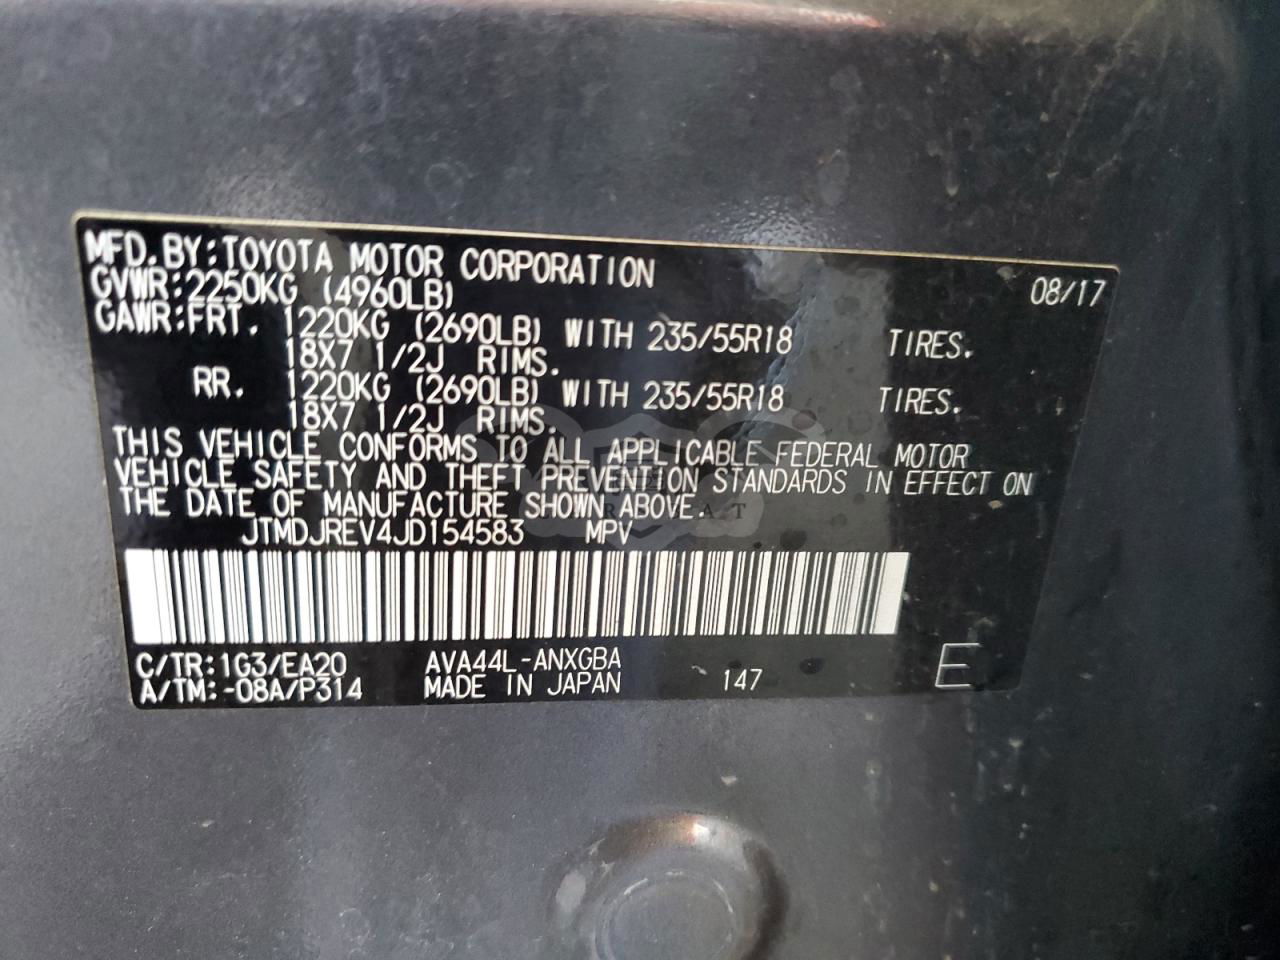 MFD.BY:TOYOTA MOTOR CORPORATION 08/17
GVWR:2250KG (4960LB)
GAWR:FRT. 1220KG (2690LB) WITH 235/55R18 TIRES.
18X7 1/2J RIMS.
RR. 1220KG (2690LB) WITH 235/55R18 TIRES.
18X7 1/2J RIMS.
THIS VEHICLE CONFORMS TO ALL APPLICABLE FEDERAL MOTOR
VEHICLE SAFETY AND THEFT PREVENTION STANDARDS IN EFFECT ON
THE DATE OF MANUFACTURE SHOWN ABOVE.
JTMDJREV4JD154583 MPV
C/TR:1G3/EA20 AVA44L-ANXGBA
A/TM:-08A/P314 MADE IN JAPAN 147 E